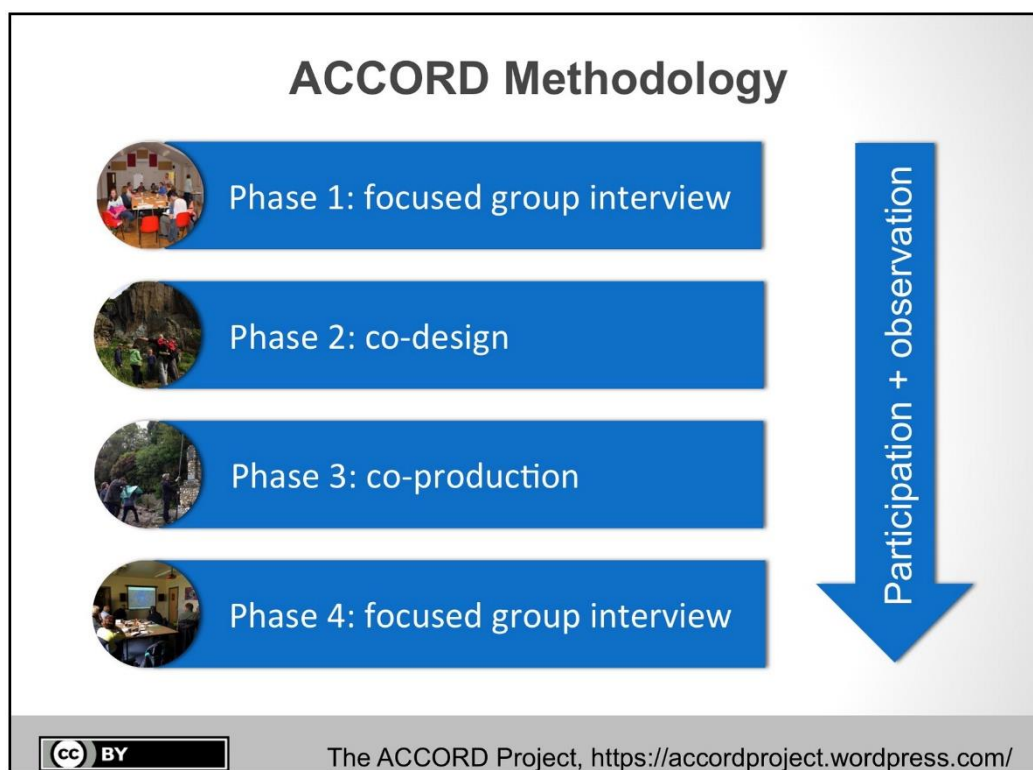 ACCORD Methodology
Phase 1: focused group interview
Phase 2: co-design
Phase 3: co-production
Phase 4: focused group interview
Participation + observation
cc BY
The ACCORD Project, https://accordproject.wordpress.com/